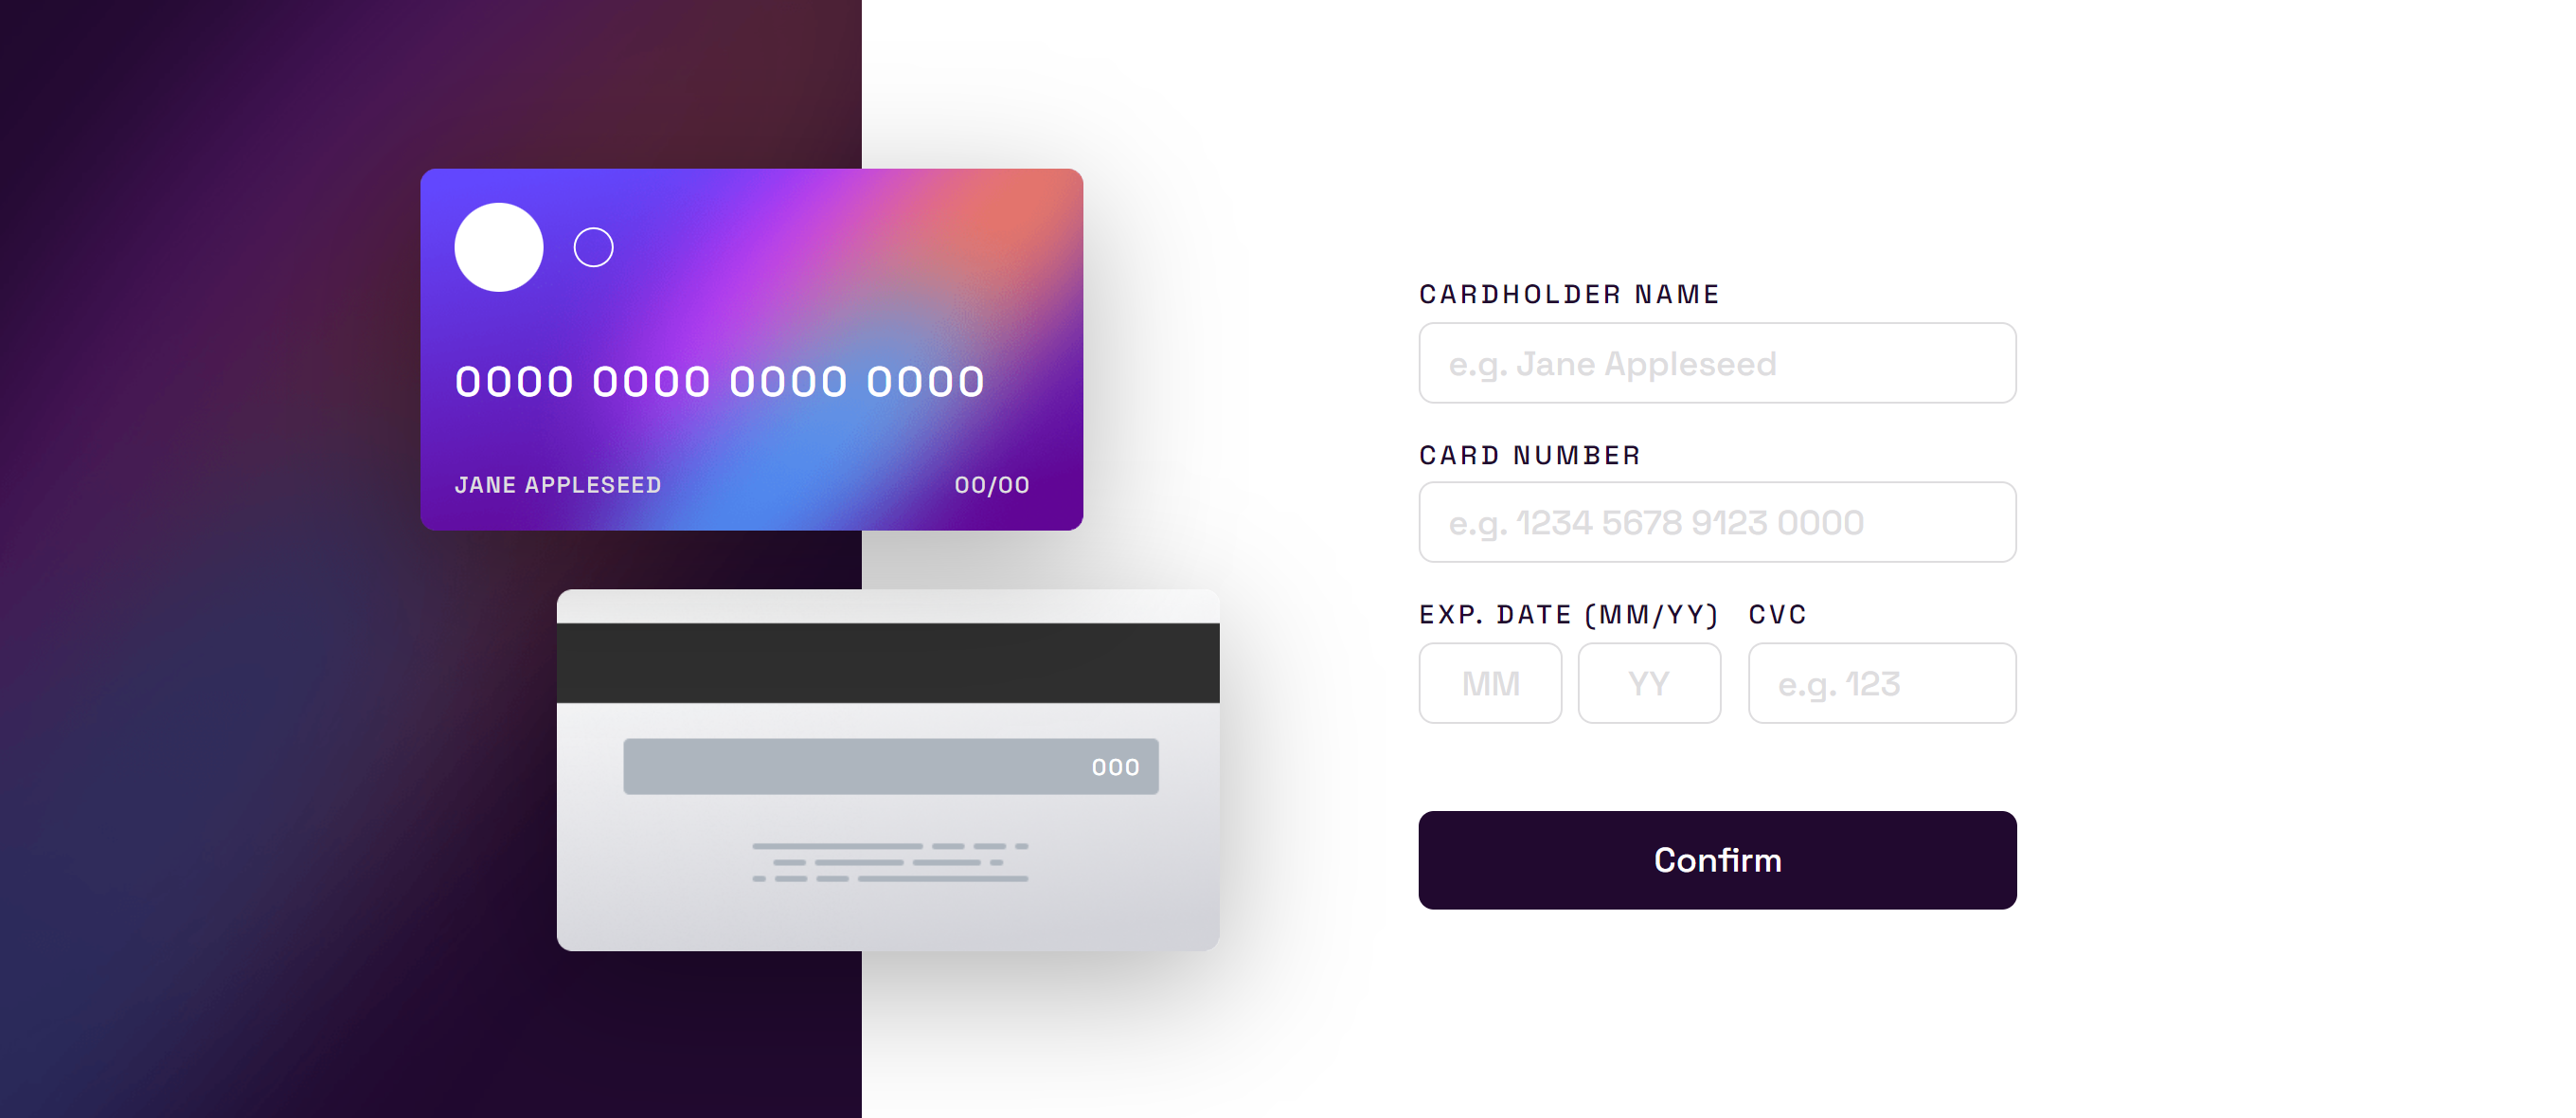 0000 0000 0000 0000
JANE APPLESEED 00/00
000
CARDHOLDER NAME
e.g. Jane Appleseed
CARD NUMBER
e.g. 1234 5678 9123 0000
EXP. DATE (MM/YY) CVC
MM YY e.g. 123
Confirm